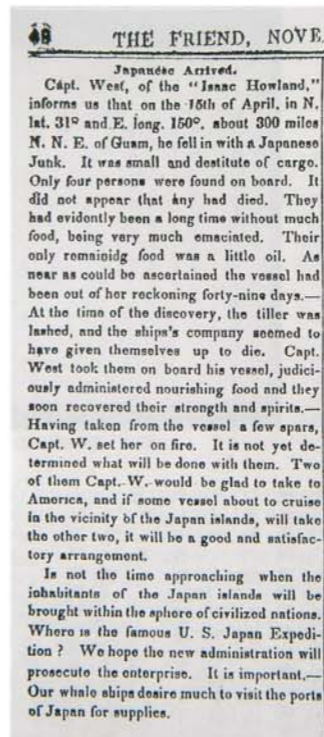 48 THE FRIEND, NOVE
Japanese Arrived.
Capt. West, of the "Isaac Howland,"
informs us that on the 15th of April, in N.
lat. 31° and E. long. 150°, about 300 miles
N. N. E. of Guam, he fell in with a Japanese
Junk. It was small and destitute of cargo.
Only four persons were found on board. It
did not appear that any had died. They
had evidently been a long time without much
food, being very much emaciated. Their
only remainidg food was a little oil. As
near as could be ascertained the vessel had
been out of her reckoning forty-nine days.—
At the time of the discovery, the tiller was
lashed, and the ships's company seemed to
have given themselves up to die. Capt.
West took them on board his vessel, judici-
ously administered nourishing food and they
soon recovered their strength and spirits.—
Having taken from the vessel a few spars,
Capt. W. set her on fire. It is not yet de-
termined what will be done with them. Two
of them Capt. W. would be glad to take to
America, and if some vessel about to cruise
in the vicinity of the Japan islands, will take
the other two, it will be a good and satisfac-
tory arrangement.
Is not the time approaching when the
inhabitants of the Japan islands will be
brought within the sphere of civilized nations.
Where is the famous U. S. Japan Expedi-
tion ? We hope the new administration will
prosecute the enterprise. It is important.—
Our whale ships desire much to visit the ports
of Japan for supplies.